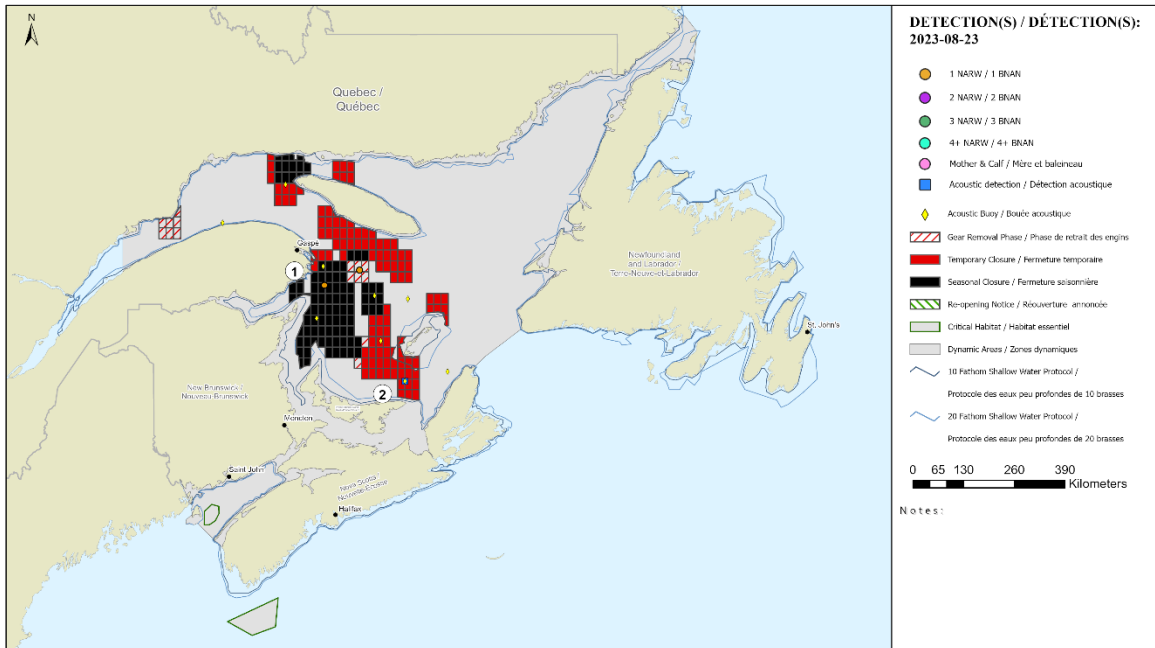 N
Quebec /
Québec
Gaspé
1
Newfoundland
and Labrador /
Terre-Neuve-et-Labrador
St. John's
New Brunswick /
Nouveau-Brunswick
2
Moncton
Saint John
Nova Scotia /
Nouvelle-Écosse
Halifax
DETECTION(S) / DÉTECTION(S):
2023-08-23
1 NARW / 1 BNAN
2 NARW / 2 BNAN
3 NARW / 3 BNAN
4+ NARW / 4+ BNAN
Mother & Calf / Mère et baleineau
Acoustic detection / Détection acoustique
Acoustic Buoy / Bouée acoustique
Gear Removal Phase / Phase de retrait des engins
Temporary Closure / Fermeture temporaire
Seasonal Closure / Fermeture saisonnière
Re-opening Notice / Réouverture annoncée
Critical Habitat / Habitat essentiel
Dynamic Areas / Zones dynamiques
10 Fathom Shallow Water Protocol /
Protocole des eaux peu profondes de 10 brasses
20 Fathom Shallow Water Protocol /
Protocole des eaux peu profondes de 20 brasses
0 65 130 260 390
Kilometers
Notes: